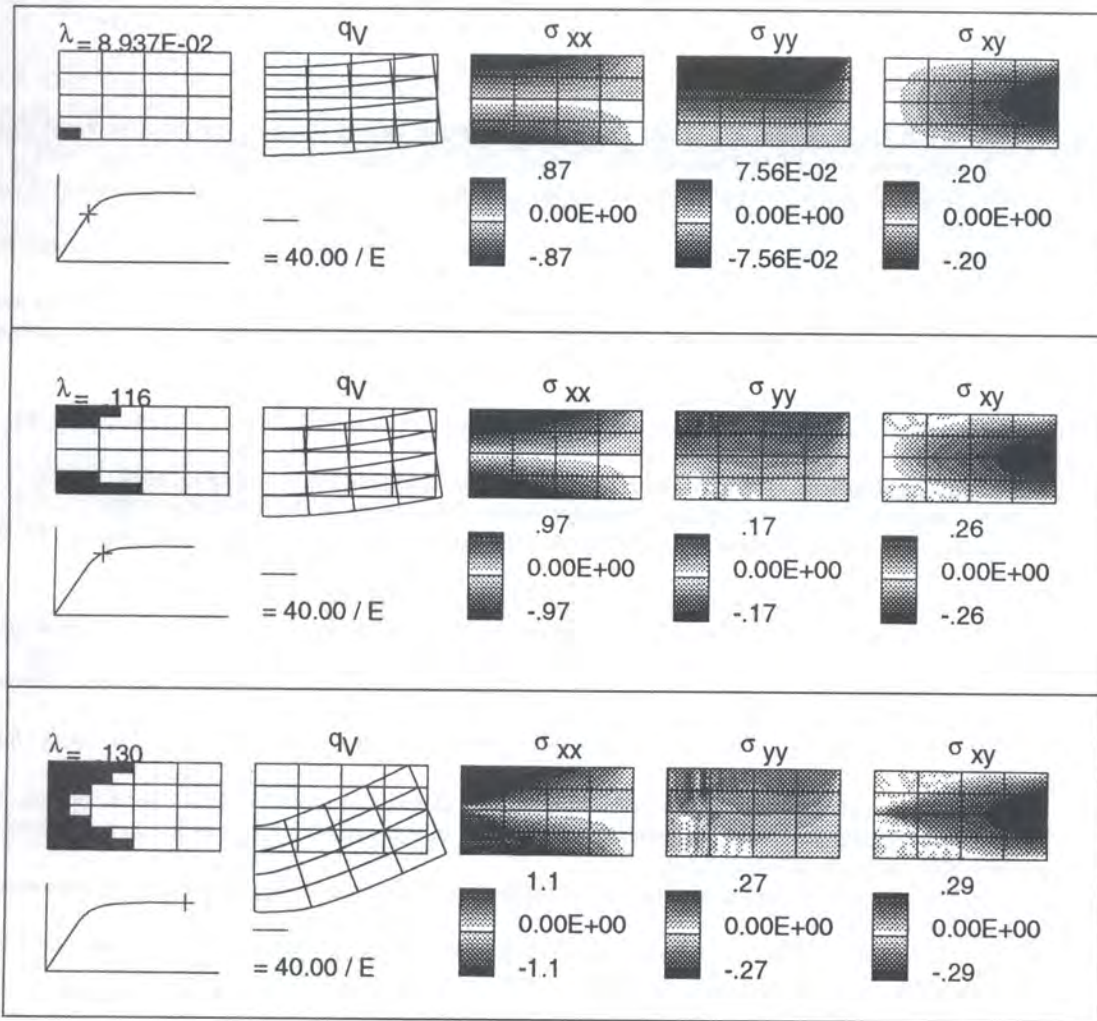 λ = 8.937E-02 qV σ xx σ yy σ xy
.87 7.56E-02 .20
0.00E+00 0.00E+00 0.00E+00
= 40.00 / E -.87 -7.56E-02 -.20
λ = .116 qV σ xx σ yy σ xy
.97 .17 .26
0.00E+00 0.00E+00 0.00E+00
= 40.00 / E -.97 -.17 -.26
λ = .130 qV σ xx σ yy σ xy
1.1 .27 .29
0.00E+00 0.00E+00 0.00E+00
= 40.00 / E -1.1 -.27 -.29